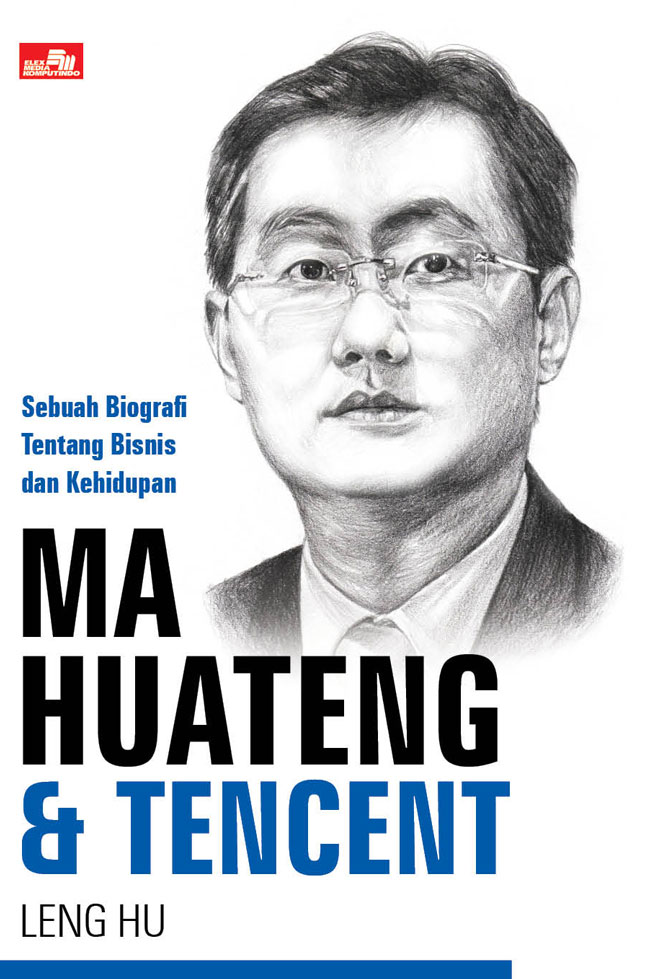 ELEX
MEDIA
KOMPUTINDO
Sebuah Biografi
Tentang Bisnis
dan Kehidupan
MA
HUATENG
& TENCENT
LENG HU